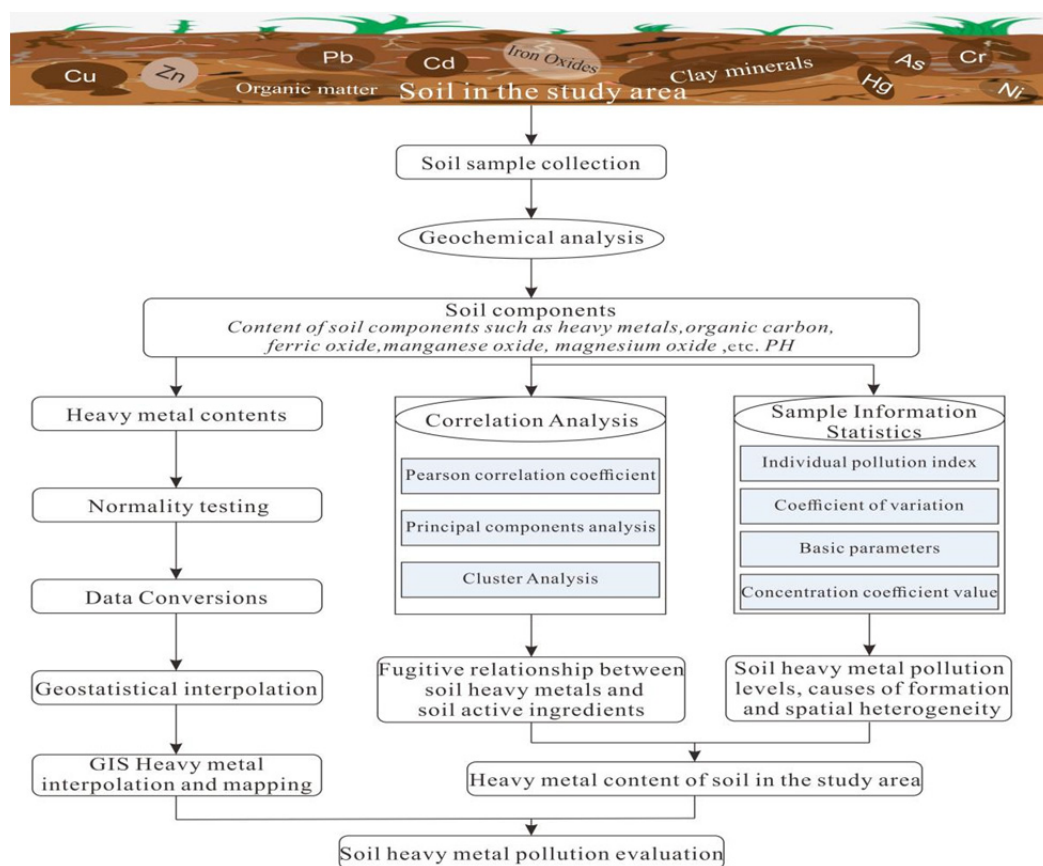 Cu
Zn
Pb
Cd
Iron Oxides
Clay minerals
As
Cr
Hg
Ni
Organic matter
Soil in the study area
Soil sample collection
Geochemical analysis
Soil components
Content of soil components such as heavy metals,organic carbon,
ferric oxide,manganese oxide, magnesium oxide ,etc. PH
Heavy metal contents
Normality testing
Data Conversions
Geostatistical interpolation
GIS Heavy metal
interpolation and mapping
Correlation Analysis
Pearson correlation coefficient
Principal components analysis
Cluster Analysis
Fugitive relationship between
soil heavy metals and
soil active ingredients
Sample Information
Statistics
Individual pollution index
Coefficient of variation
Basic parameters
Concentration coefficient value
Soil heavy metal pollution
levels, causes of formation
and spatial heterogeneity
Heavy metal content of soil in the study area
Soil heavy metal pollution evaluation